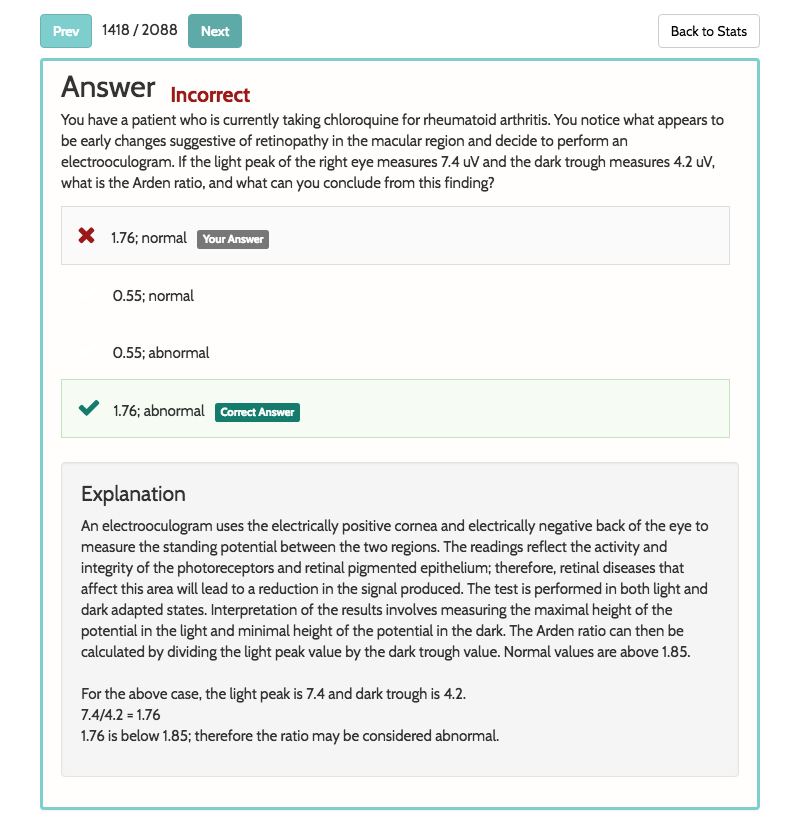 Prev 1418 / 2088 Next Back to Stats
Answer Incorrect
You have a patient who is currently taking chloroquine for rheumatoid arthritis. You notice what appears to
be early changes suggestive of retinopathy in the macular region and decide to perform an
electrooculogram. If the light peak of the right eye measures 7.4 uV and the dark trough measures 4.2 uV,
what is the Arden ratio, and what can you conclude from this finding?
1.76; normal Your Answer
0.55; normal
0.55; abnormal
1.76; abnormal Correct Answer
Explanation
An electrooculogram uses the electrically positive cornea and electrically negative back of the eye to
measure the standing potential between the two regions. The readings reflect the activity and
integrity of the photoreceptors and retinal pigmented epithelium; therefore, retinal diseases that
affect this area will lead to a reduction in the signal produced. The test is performed in both light and
dark adapted states. Interpretation of the results involves measuring the maximal height of the
potential in the light and minimal height of the potential in the dark. The Arden ratio can then be
calculated by dividing the light peak value by the dark trough value. Normal values are above 1.85.
For the above case, the light peak is 7.4 and dark trough is 4.2.
7.4/4.2 = 1.76
1.76 is below 1.85; therefore the ratio may be considered abnormal.